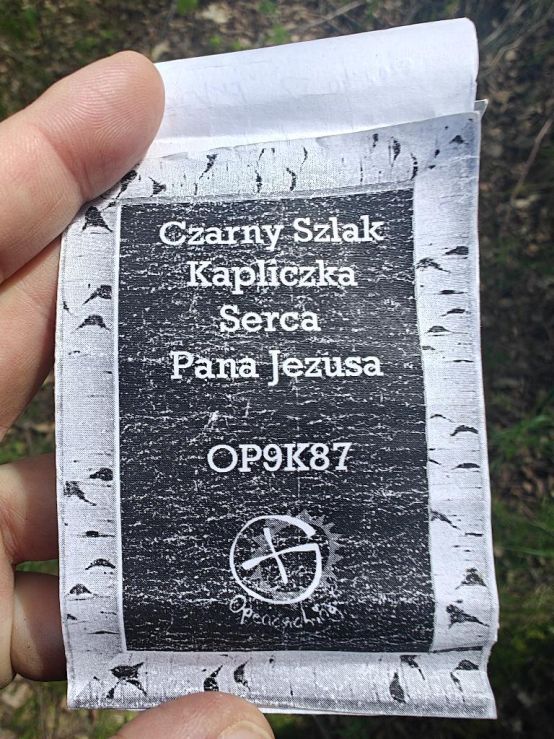 Czarny Szlak
Kapliczka
Serca
Pana Jezusa
OP9K87
Opencaching